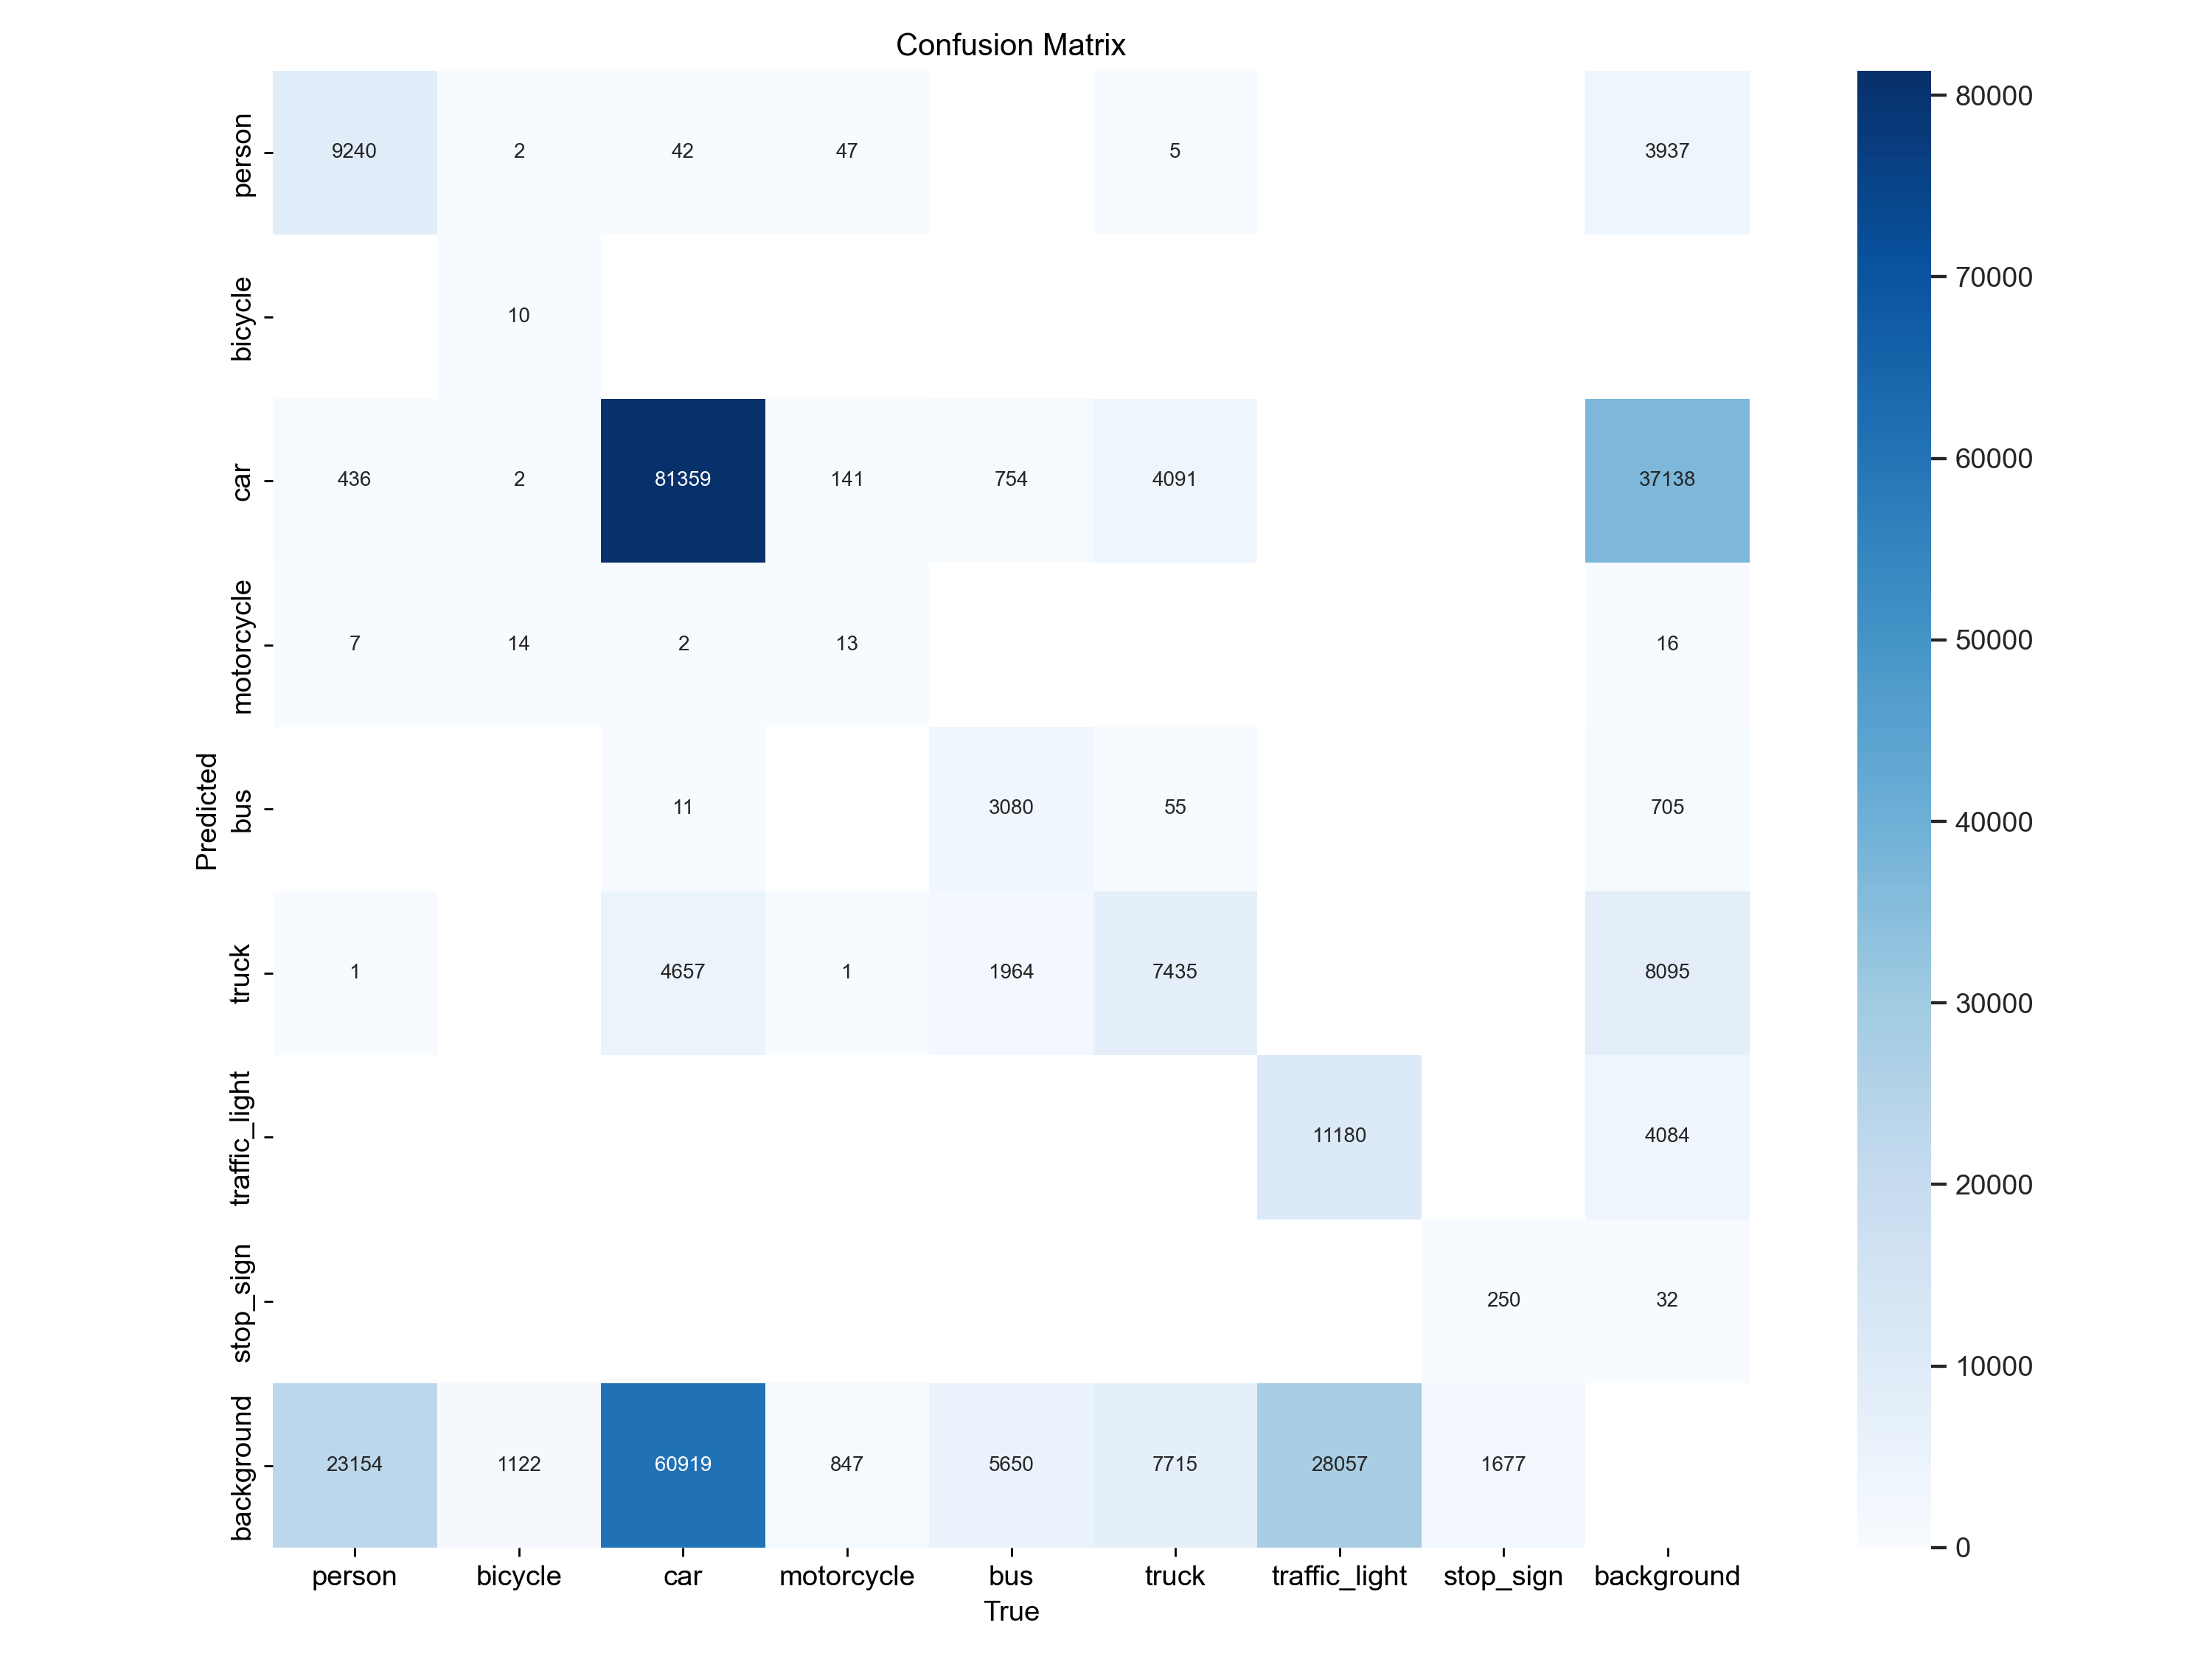 Confusion Matrix
person 9240 2 42 47 5 3937
bicycle 10
car 436 2 81359 141 754 4091 37138
motorcycle 7 14 2 13 16
bus 11 3080 55 705
truck 1 4657 1 1964 7435 8095
traffic_light 11180 4084
stop_sign 250 32
background 23154 1122 60919 847 5650 7715 28057 1677
person bicycle car motorcycle bus truck traffic_light stop_sign background
True
Predicted
80000
70000
60000
50000
40000
30000
20000
10000
0